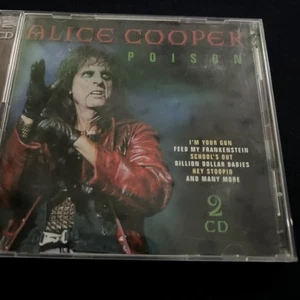 CD
ALICE COOPER
POISON
I'M YOUR GUN
FEED MY FRANKENSTEIN
SCHOOL'S OUT
BILLION DOLLAR BABIES
HEY STOOPID
AND MANY MORE
2
CD